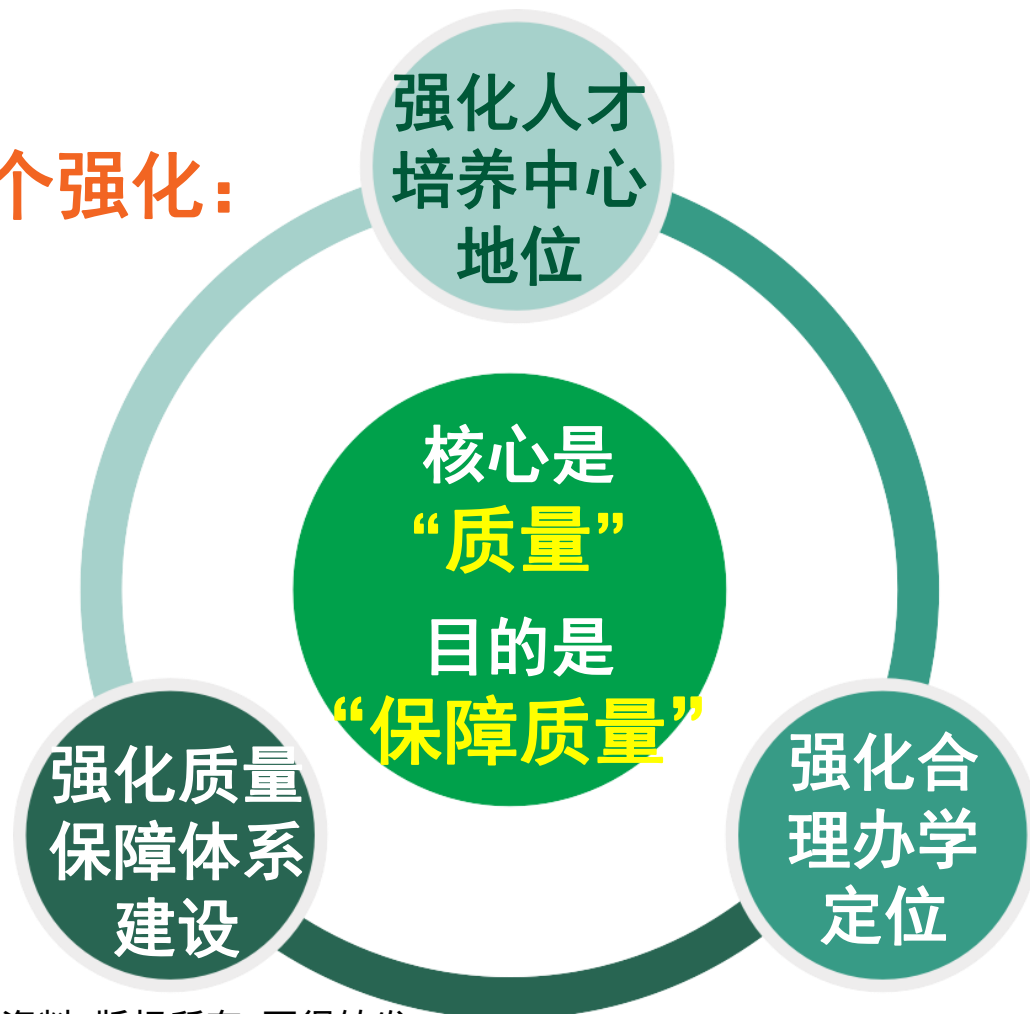 个强化：
强化人才
培养中心
地位
核心是
“质量”
目的是
“保障质量”
强化质量
保障体系
建设
强化合
理办学
定位